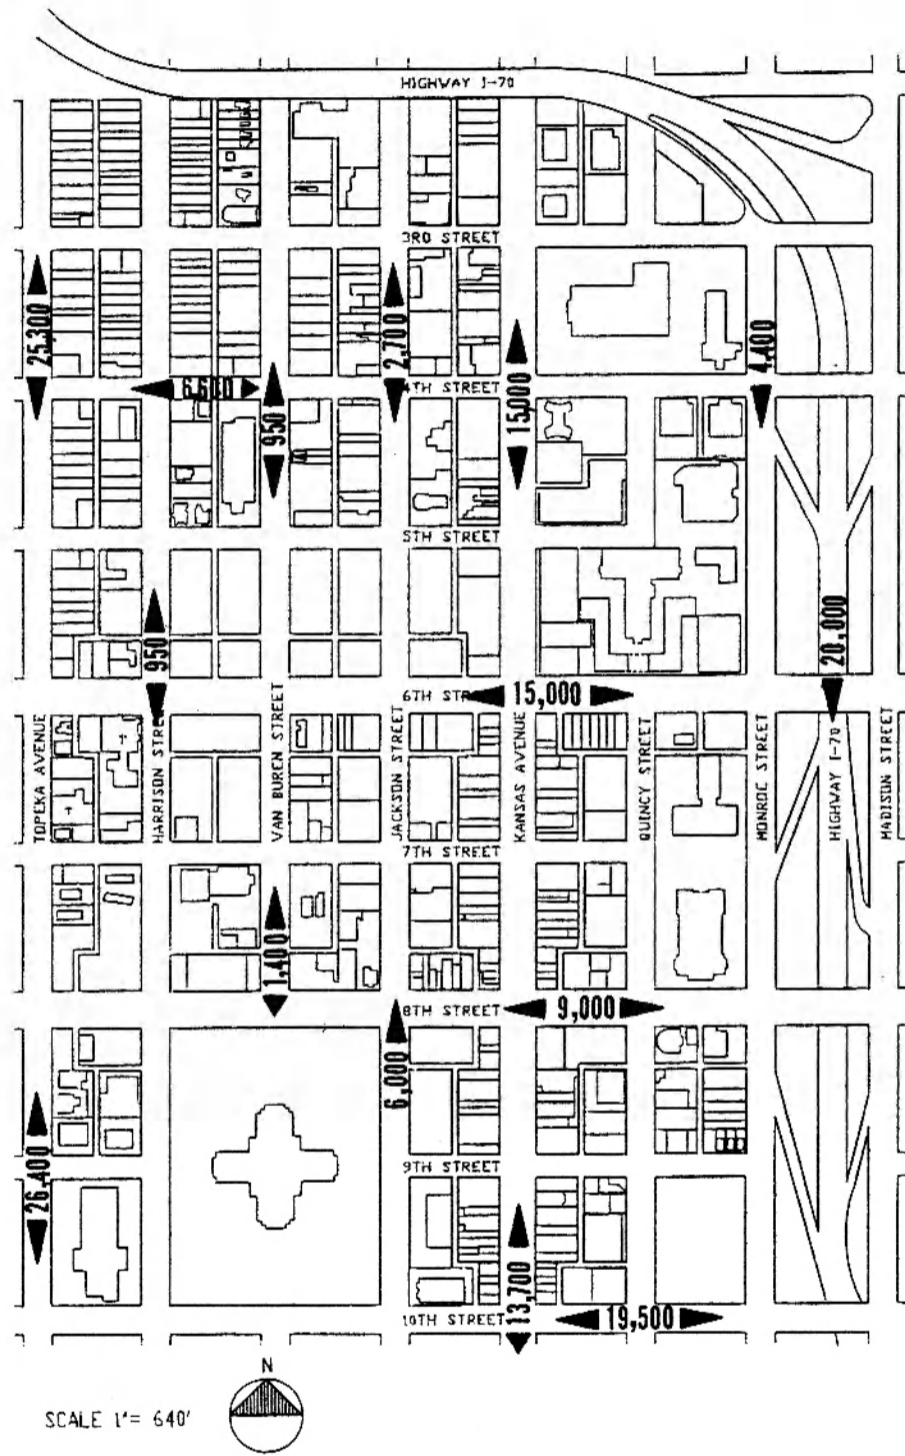 HIGHWAY I-70
3RD STREET
25,300
2,700
15,000
4,400
6,600
4TH STREET
950
5TH STREET
950
20,000
6TH STR
15,000
TOPEKA AVENUE
HARRISON STREET
VAN BUREN STREET
JACKSON STREET
KANSAS AVENUE
QUINCY STREET
MONROE STREET
HIGHWAY I-70
MADISON STREET
7TH STREET
1,400
8TH STREET
9,000
6,000
9TH STREET
26,400
13,700
10TH STREET
19,500
N
SCALE 1"= 640'